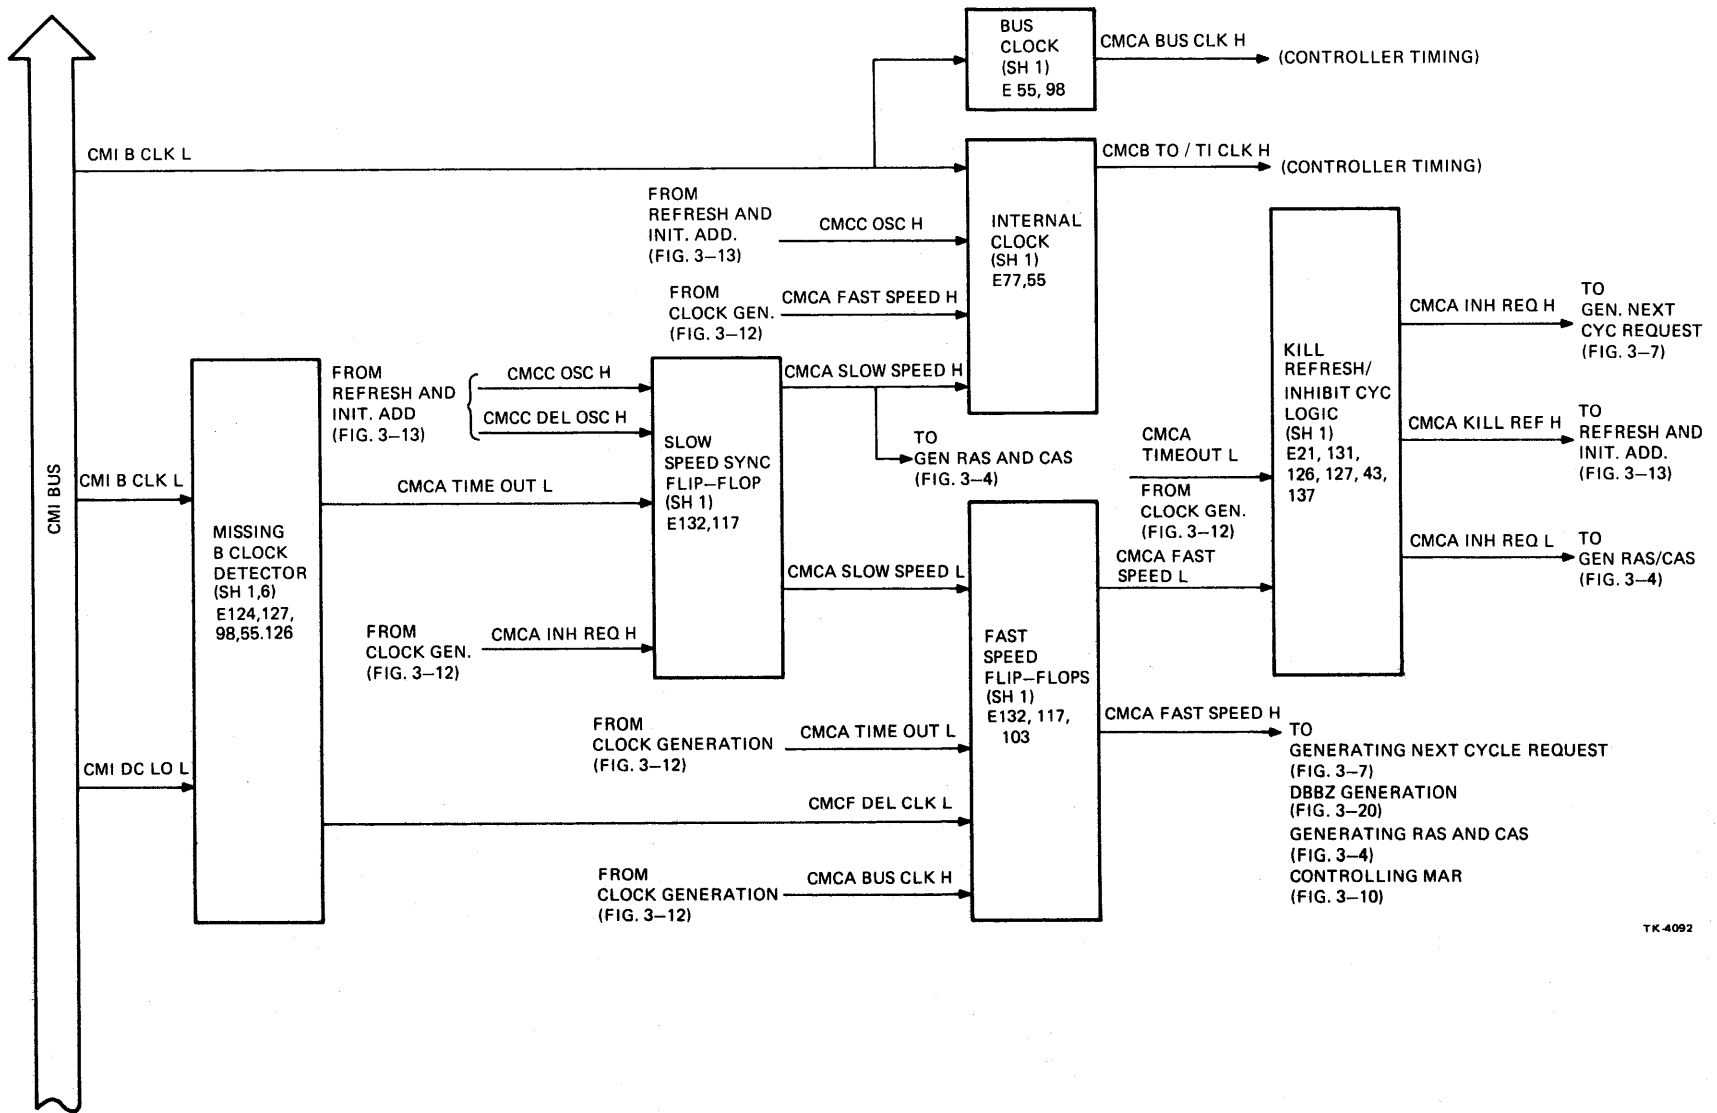 BUS
CLOCK
(SH 1)
E 55, 98
CMCA BUS CLK H
(CONTROLLER TIMING)
CMI B CLK L
CMCB TO / TI CLK H
(CONTROLLER TIMING)
FROM
REFRESH AND
INIT. ADD.
(FIG. 3–13)
CMCC OSC H
INTERNAL
CLOCK
(SH 1)
E77,55
FROM
CLOCK GEN.
(FIG. 3–12)
CMCA FAST SPEED H
CMCA INH REQ H
TO
GEN. NEXT
CYC REQUEST
(FIG. 3–7)
KILL
REFRESH/
INHIBIT CYC
LOGIC
(SH 1)
E21, 131,
126, 127, 43,
137
FROM
REFRESH AND
INIT. ADD
(FIG. 3–13)
CMCC OSC H
CMCC DEL OSC H
CMCA SLOW SPEED H
TO
GEN RAS AND CAS
(FIG. 3–4)
CMCA
TIMEOUT L
FROM
CLOCK GEN.
(FIG. 3–12)
CMCA KILL REF H
TO
REFRESH AND
INIT. ADD.
(FIG. 3–13)
SLOW
SPEED SYNC
FLIP–FLOP
(SH 1)
E132,117
CMI BUS
CMI B CLK L
CMCA TIME OUT L
MISSING
B CLOCK
DETECTOR
(SH 1,6)
E124,127,
98,55.126
CMCA SLOW SPEED L
CMCA FAST
SPEED L
CMCA INH REQ L
TO
GEN RAS/CAS
(FIG. 3–4)
FROM
CLOCK GEN.
(FIG. 3–12)
CMCA INH REQ H
FAST
SPEED
FLIP–FLOPS
(SH 1)
E132, 117,
103
CMI DC LO L
FROM
CLOCK GENERATION
(FIG. 3–12)
CMCA TIME OUT L
CMCA FAST SPEED H
TO
GENERATING NEXT CYCLE REQUEST
(FIG. 3–7)
DBBZ GENERATION
(FIG. 3–20)
GENERATING RAS AND CAS
(FIG. 3–4)
CONTROLLING MAR
(FIG. 3–10)
CMCF DEL CLK L
FROM
CLOCK GENERATION
(FIG. 3–12)
CMCA BUS CLK H
TK-4092